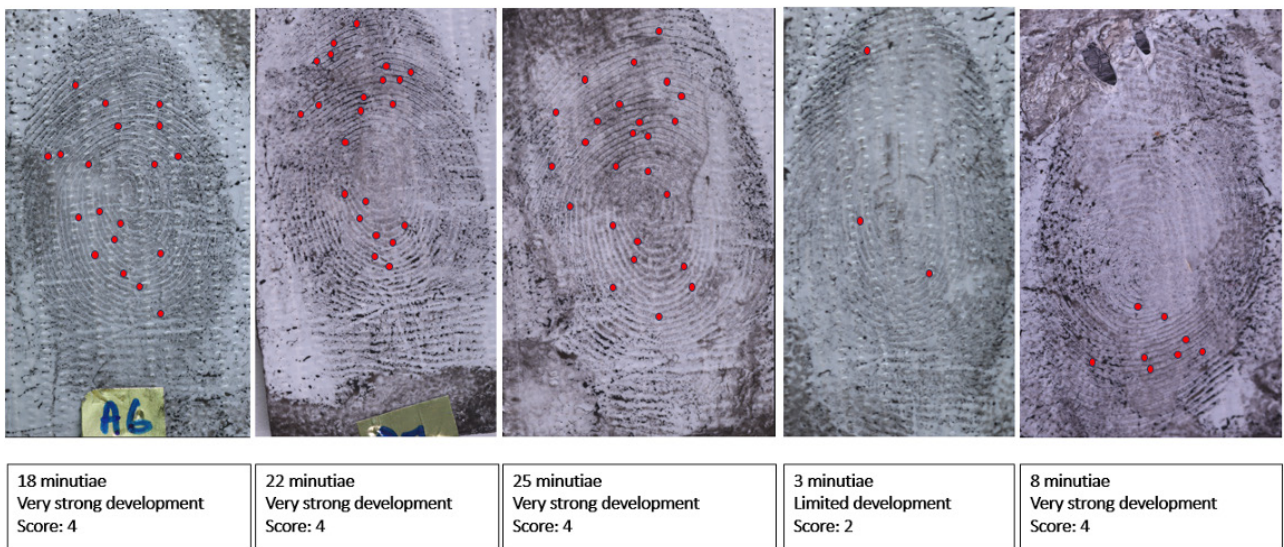 A6
18 minutiae
Very strong development
Score: 4
22 minutiae
Very strong development
Score: 4
25 minutiae
Very strong development
Score: 4
3 minutiae
Limited development
Score: 2
8 minutiae
Very strong development
Score: 4